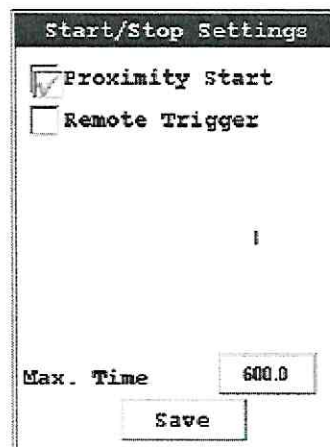 Start/Stop Settings
Proximity Start
Remote Trigger
Max. Time 600.0
Save